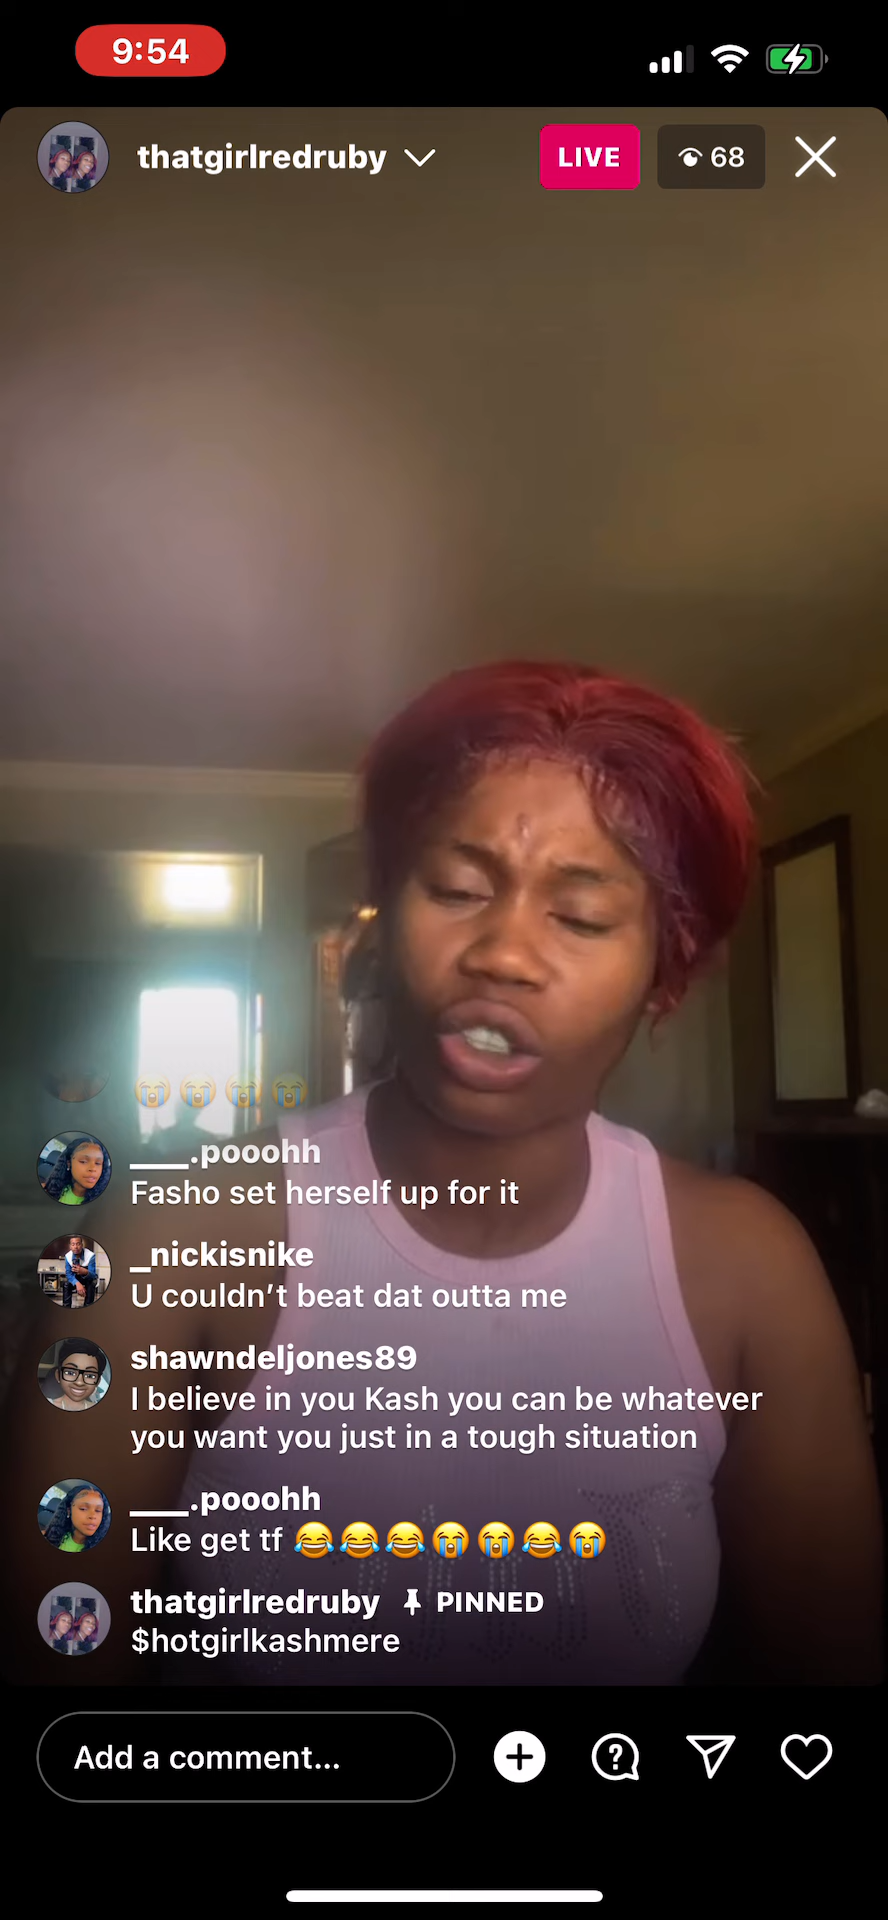 9:54
thatgirlredruby
LIVE
68
😭😭😭😭
___.pooohh
Fasho set herself up for it
_nickisnike
U couldn’t beat dat outta me
shawndeljones89
I believe in you Kash you can be whatever
you want you just in a tough situation
___.pooohh
Like get tf 😂😂😂😭😭😂😭
thatgirlredruby PINNED
$hotgirlkashmere
Add a comment...